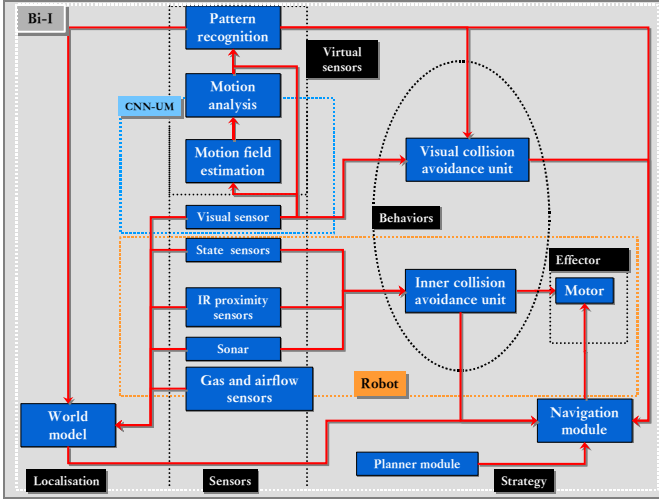 Bi-I
Pattern
recognition
Virtual
sensors
Motion
analysis
CNN-UM
Motion field
estimation
Visual collision
avoidance unit
Visual sensor
Behaviors
State sensors
Effector
Inner collision
avoidance unit
Motor
IR proximity
sensors
Sonar
Gas and airflow
sensors
Robot
World
model
Navigation
module
Planner module
Localisation
Sensors
Strategy